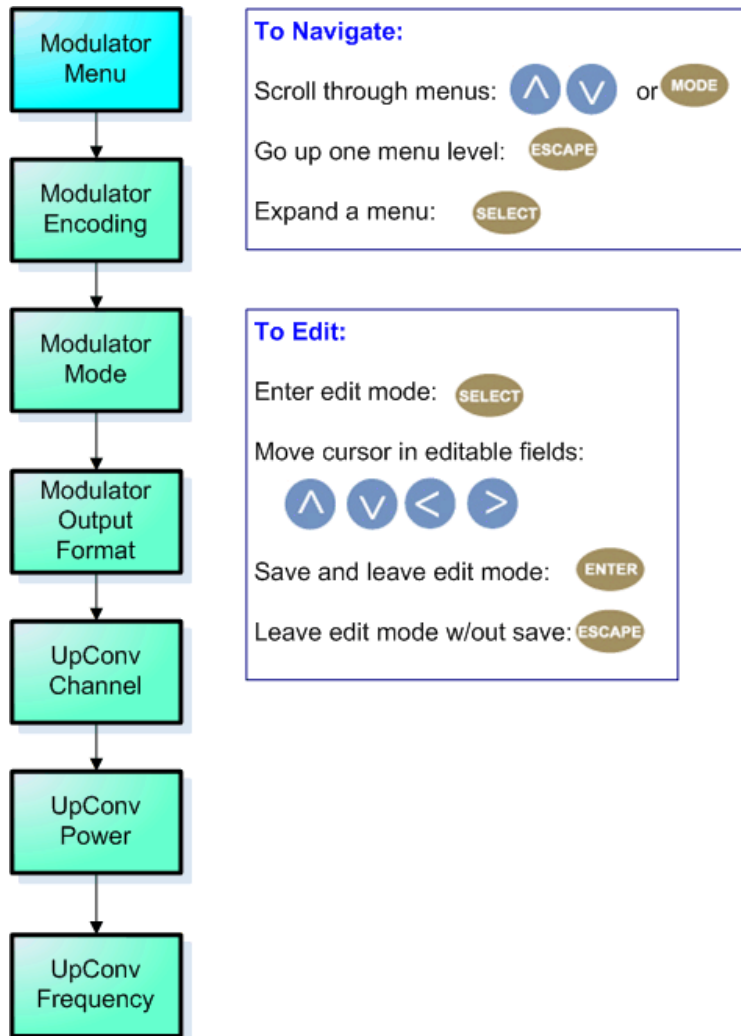 Modulator
Menu
Modulator
Encoding
Modulator
Mode
Modulator
Output
Format
UpConv
Channel
UpConv
Power
UpConv
Frequency
To Navigate:
Scroll through menus: ∧ ∨ or MODE
Go up one menu level: ESCAPE
Expand a menu: SELECT
To Edit:
Enter edit mode: SELECT
Move cursor in editable fields:
∧ ∨ < >
Save and leave edit mode: ENTER
Leave edit mode w/out save: ESCAPE